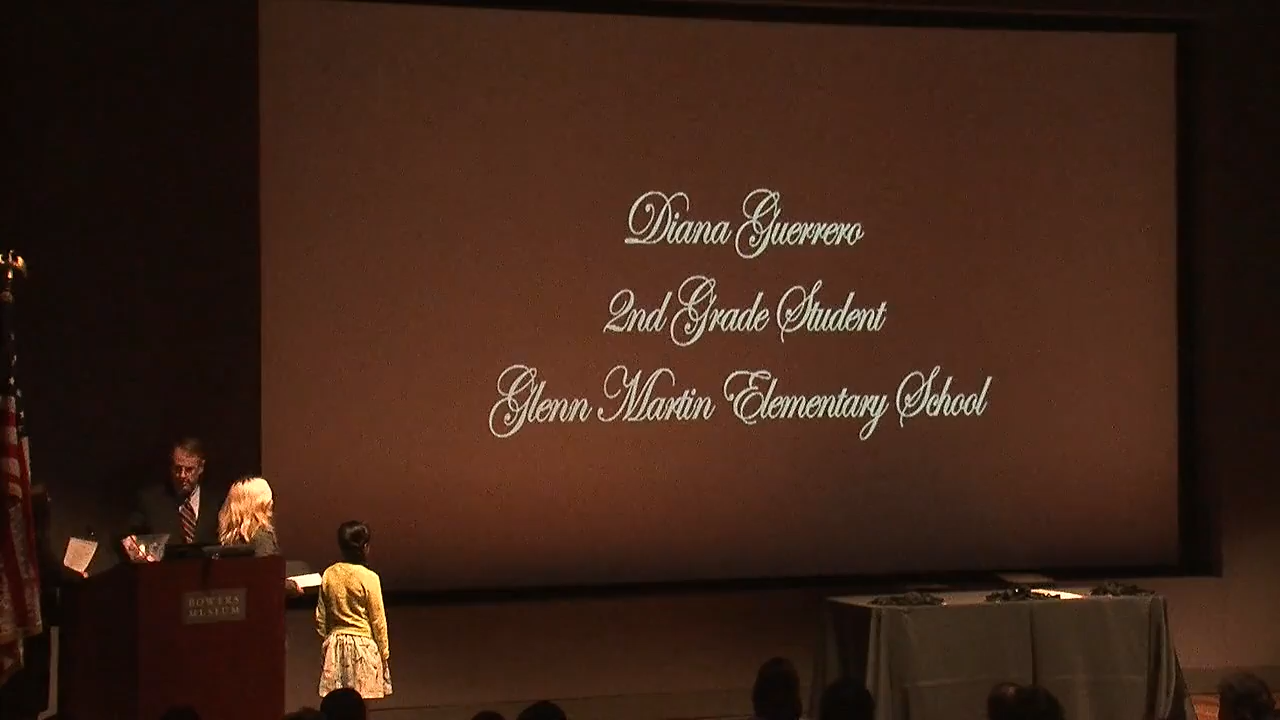 Diana Guerrero
2nd Grade Student
Glenn Martin Elementary School
BOWERS
MUSEUM